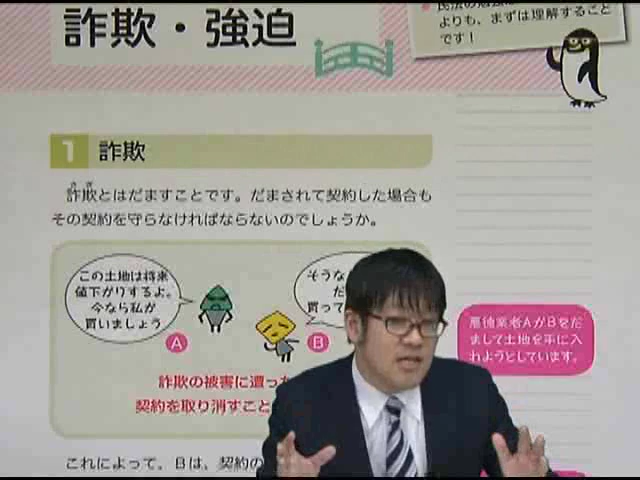 詐欺・強迫
よりも、まずは理解すること
です！
1 詐欺
詐欺とはだますことです。だまされて契約した場合も
その契約を守らなければならないのでしょうか。
この土地は将来
値下がりするよ。
今なら私が
買いましょう
A
そうな
だ
買って
B
詐欺の被害に遭っ
契約を取り消すこと
悪徳業者AがBをだ
まして土地を手に入
れようとしています。
これによって、Bは、契約の